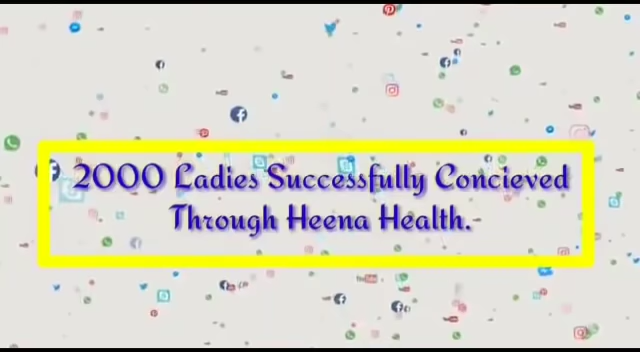 2000 Ladies Successfully Concieved
Through Heena Health.